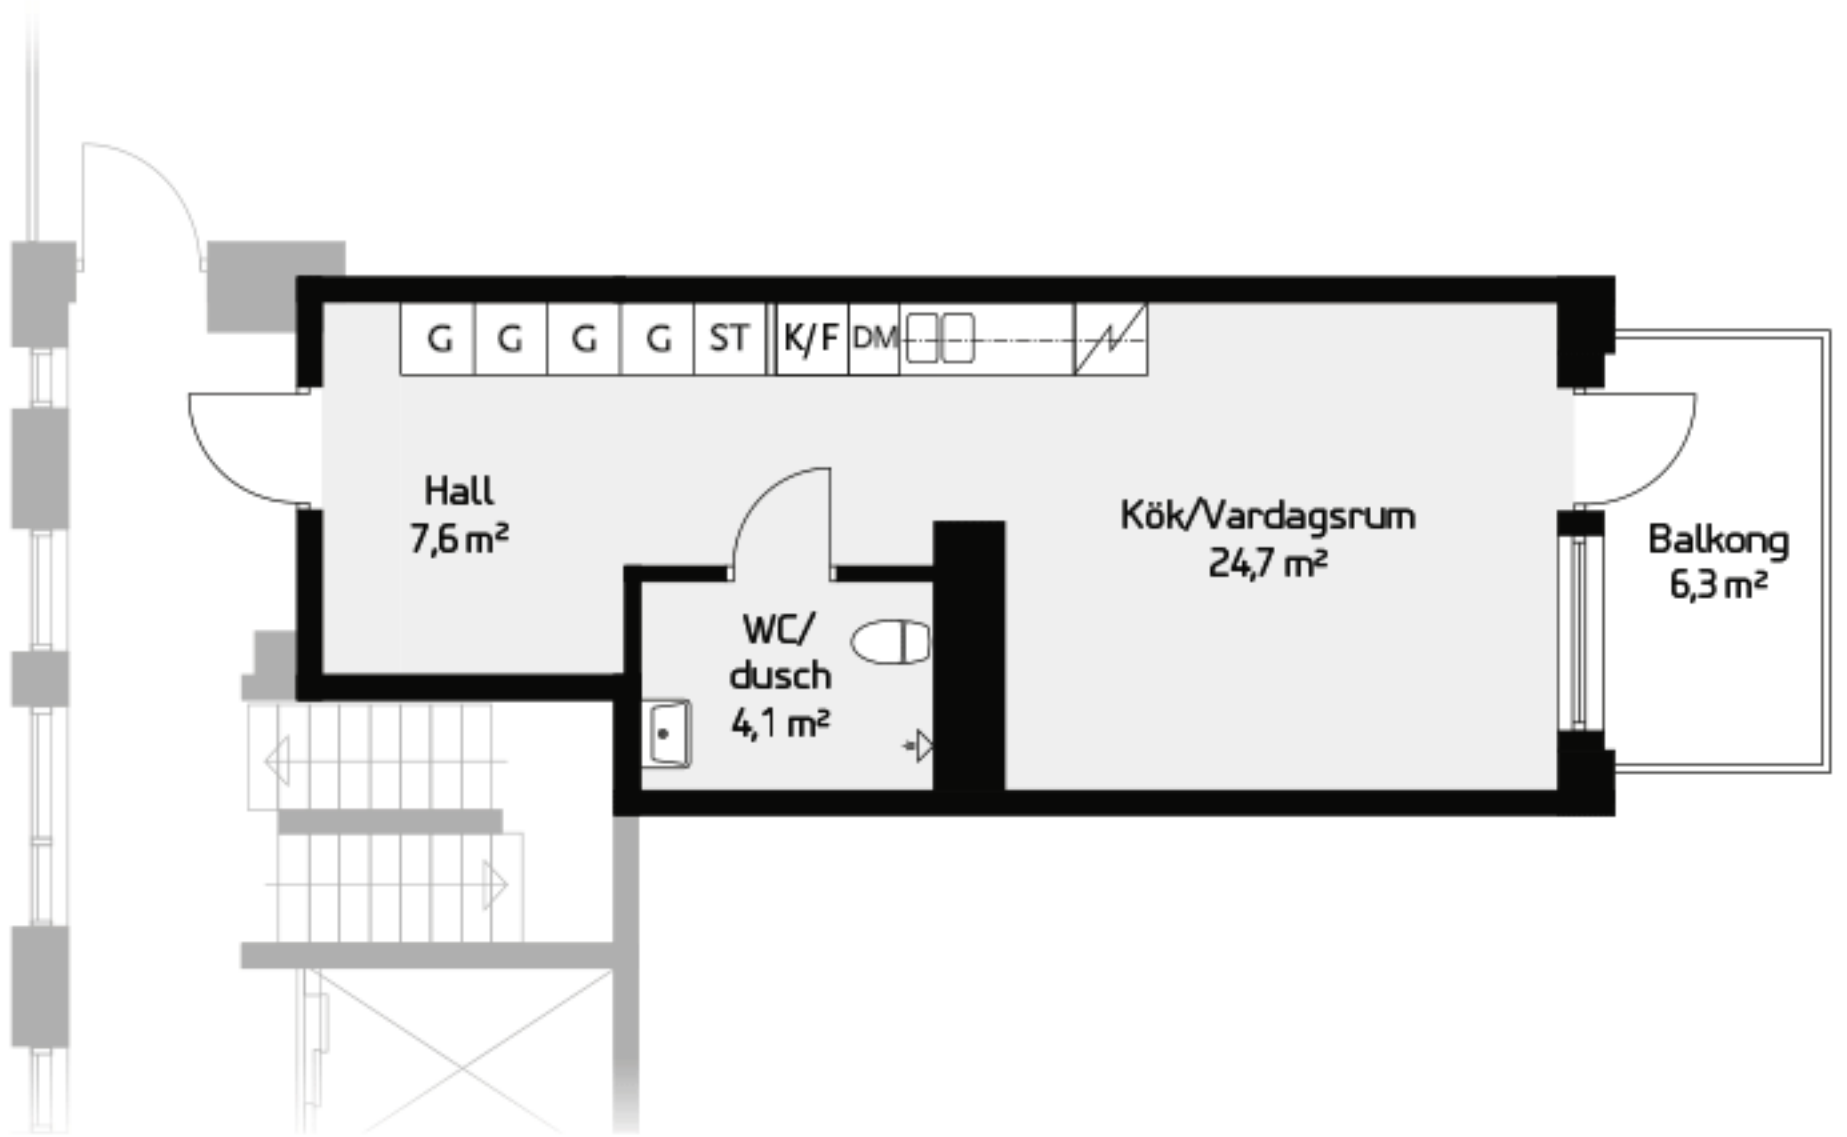 G G G G ST K/F DM
Hall
7,6 m²
Kök/Vardagsrum
24,7 m²
Balkong
6,3 m²
WC/
dusch
4,1 m²